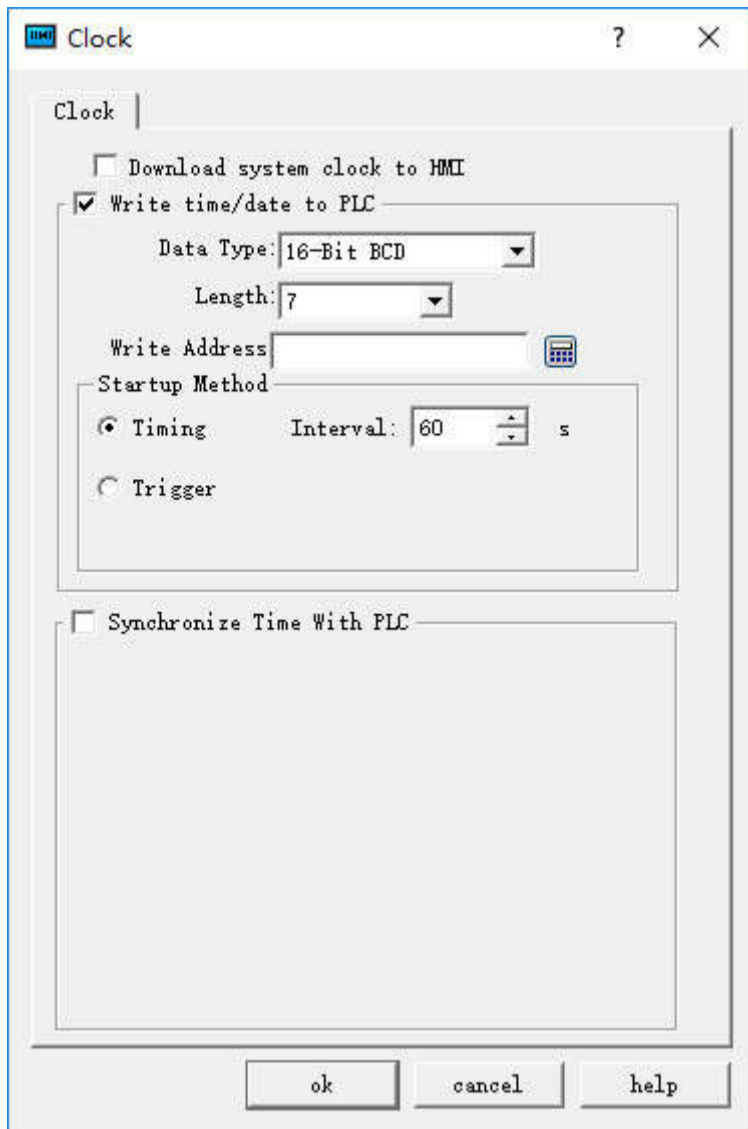 HMI Clock ?
Clock
Download system clock to HMI
Write time/date to PLC
Data Type: 16-Bit BCD
Length: 7
Write Address
Startup Method
Timing Interval: 60 s
Trigger
Synchronize Time With PLC
ok cancel help